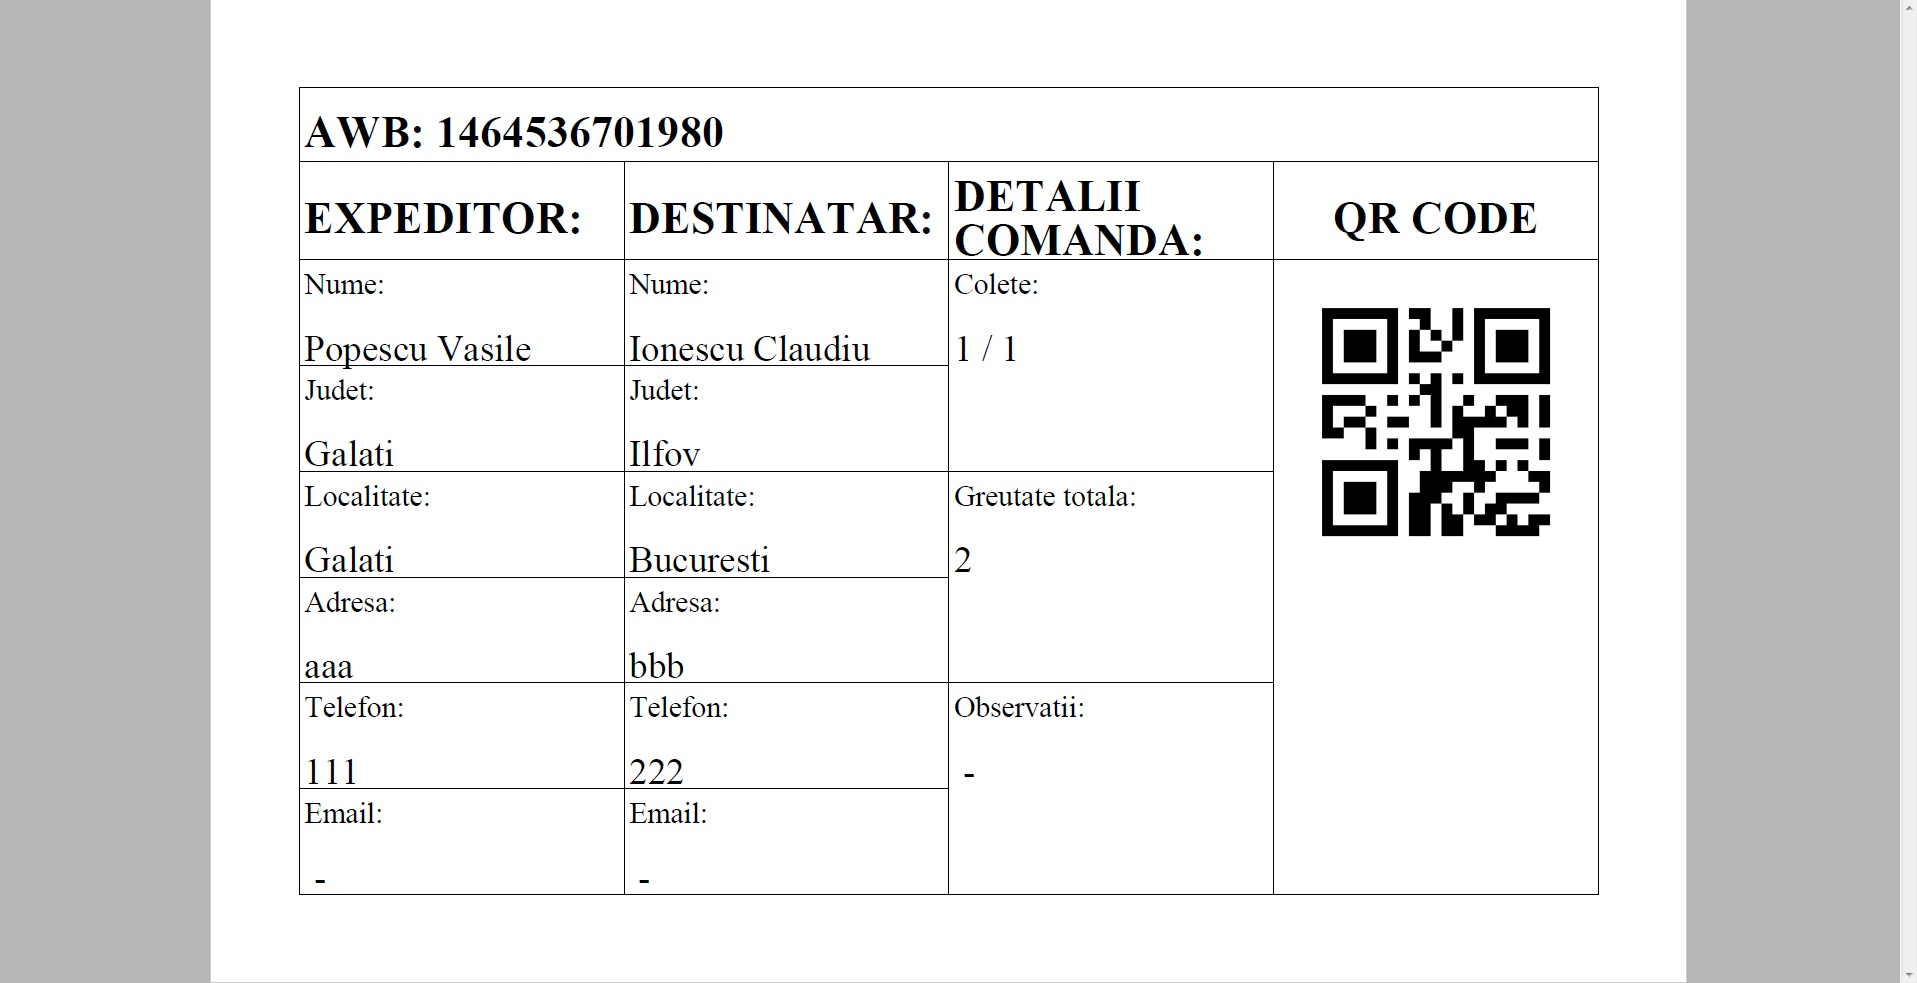 AWB: 1464536701980
EXPEDITOR:
DESTINATAR:
DETALII
COMANDA:
QR CODE
Nume:
Popescu Vasile
Nume:
Ionescu Claudiu
Colete:
1 / 1
Judet:
Galati
Judet:
Ilfov
Localitate:
Galati
Localitate:
Bucuresti
Greutate totala:
2
Adresa:
aaa
Adresa:
bbb
Telefon:
111
Telefon:
222
Observatii:
-
Email:
-
Email:
-